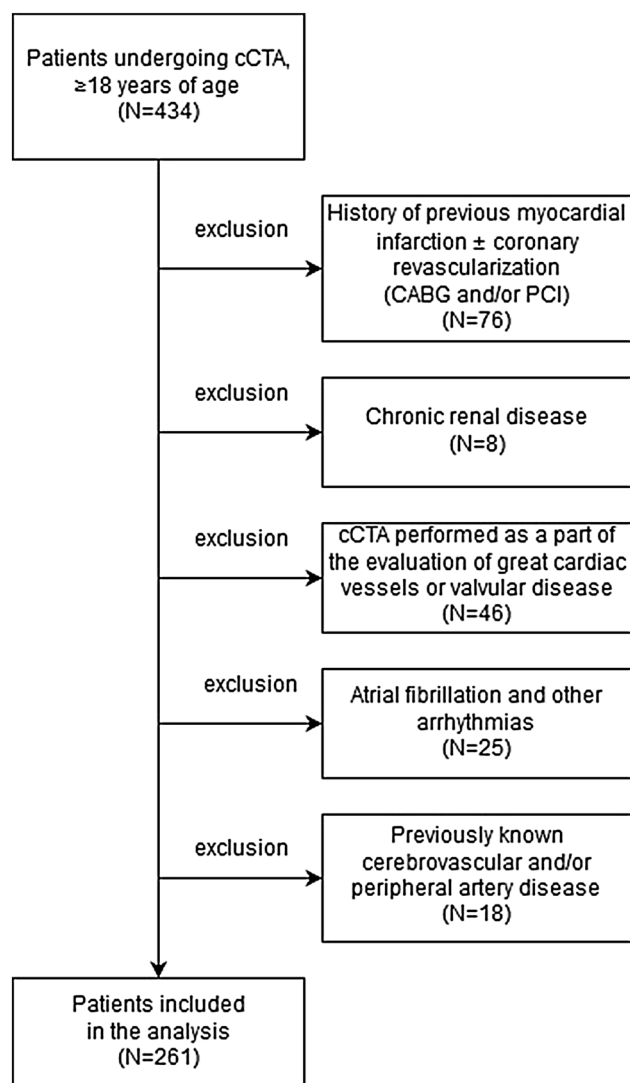 Patients undergoing cCTA,
≥18 years of age
(N=434)
exclusion
History of previous myocardial
infarction ± coronary
revascularization
(CABG and/or PCI)
(N=76)
exclusion
Chronic renal disease
(N=8)
exclusion
cCTA performed as a part of
the evaluation of great cardiac
vessels or valvular disease
(N=46)
exclusion
Atrial fibrillation and other
arrhythmias
(N=25)
exclusion
Previously known
cerebrovascular and/or
peripheral artery disease
(N=18)
Patients included
in the analysis
(N=261)